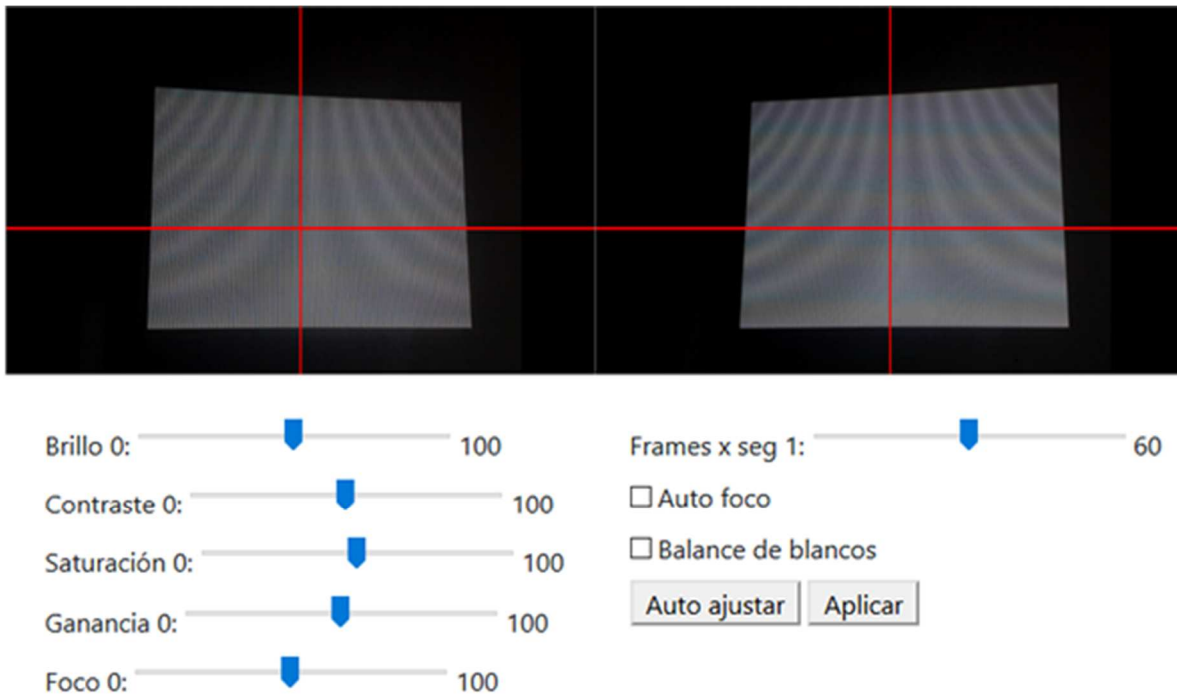 Brillo 0: 100
Contraste 0: 100
Saturación 0: 100
Ganancia 0: 100
Foco 0: 100
Frames x seg 1: 60
Auto foco
Balance de blancos
Auto ajustar Aplicar